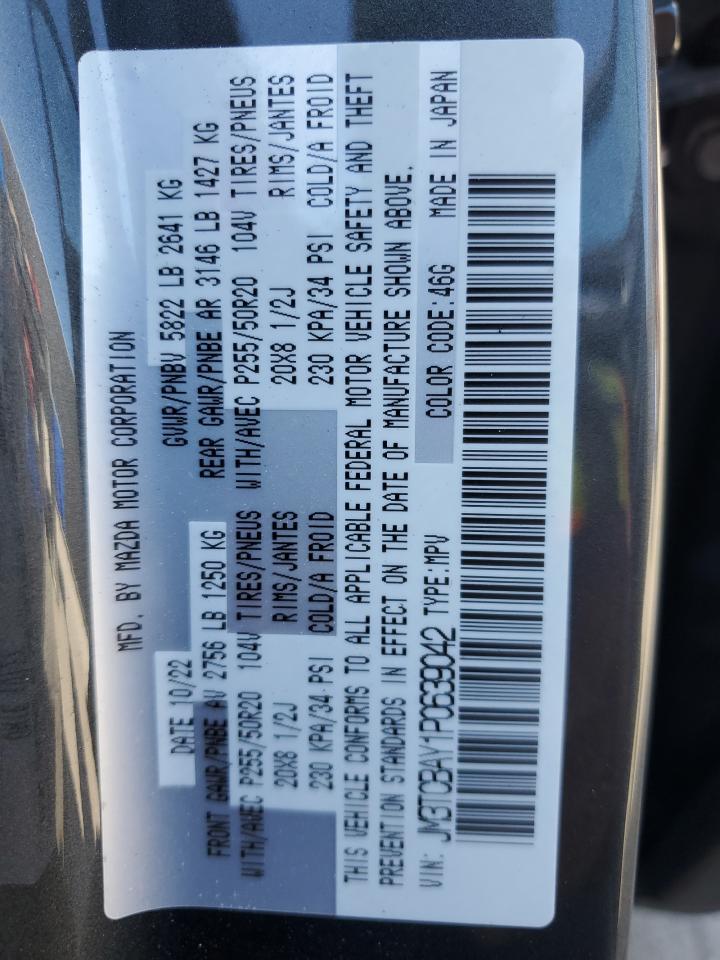 MFD. BY MAZDA MOTOR CORPORATION
DATE 10/22 GVWR/PNBV 5822 LB 2641 KG
FRONT GAWR/PNBE AV 2756 LB 1250 KG REAR GAWR/PNBE AR 3146 LB 1427 KG
WITH/AVEC P255/50R20 104V TIRES/PNEUS WITH/AVEC P255/50R20 104V TIRES/PNEUS
20X8 1/2J RIMS/JANTES 20X8 1/2J RIMS/JANTES
230 KPA/34 PSI COLD/A FROID 230 KPA/34 PSI COLD/A FROID
THIS VEHICLE CONFORMS TO ALL APPLICABLE FEDERAL MOTOR VEHICLE SAFETY AND THEFT
PREVENTION STANDARDS IN EFFECT ON THE DATE OF MANUFACTURE SHOWN ABOVE.
VIN: JM3TCBAY1P0639042 TYPE:MPV COLOR CODE:46G MADE IN JAPAN